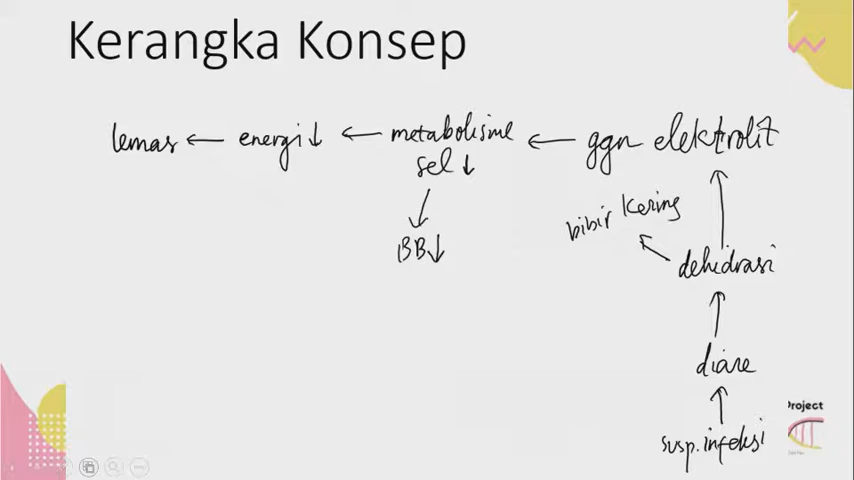 Kerangka Konsep
lemas ← energi ↓ ← metabolisme ← ggn elektrolit
sel ↓
bibir kering
BB ↓
dehidrasi
diare
Project
susp. infeksi